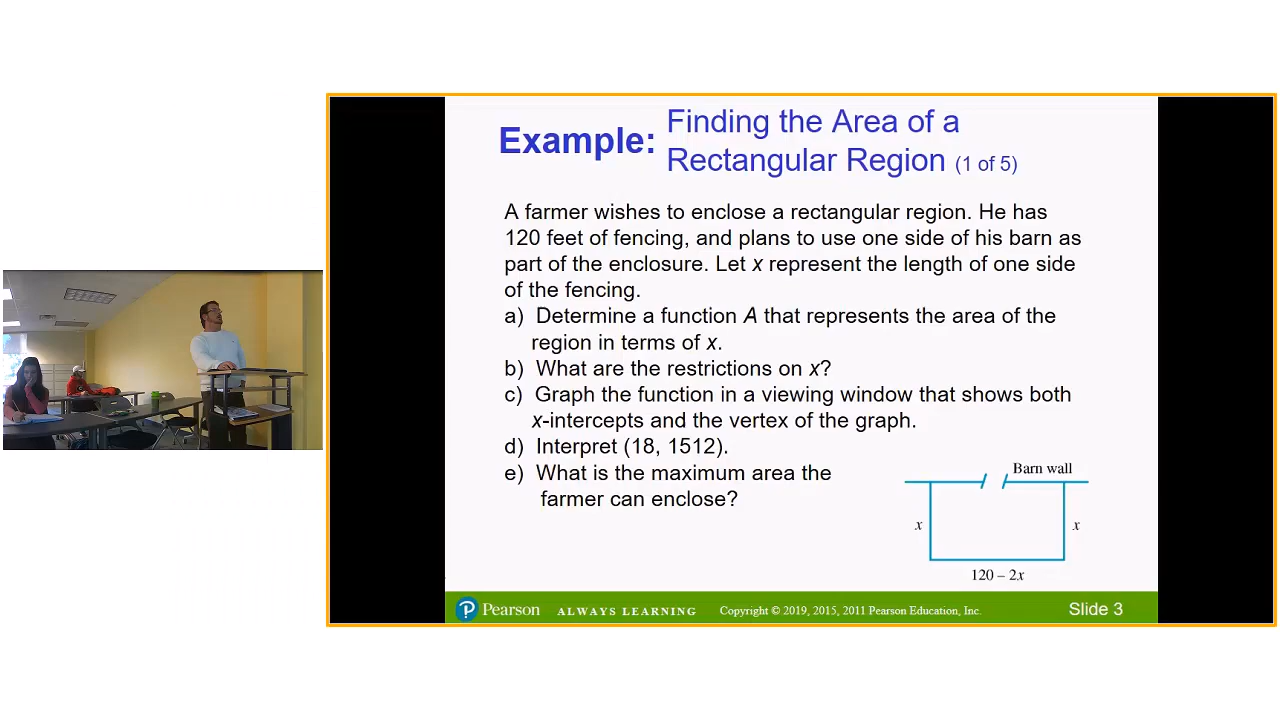 Example: Finding the Area of a
Rectangular Region (1 of 5)
A farmer wishes to enclose a rectangular region. He has
120 feet of fencing, and plans to use one side of his barn as
part of the enclosure. Let x represent the length of one side
of the fencing.
a) Determine a function A that represents the area of the
region in terms of x.
b) What are the restrictions on x?
c) Graph the function in a viewing window that shows both
x-intercepts and the vertex of the graph.
d) Interpret (18, 1512).
e) What is the maximum area the
farmer can enclose?
Barn wall
x
x
120 – 2x
P Pearson ALWAYS LEARNING Copyright © 2019, 2015, 2011 Pearson Education, Inc. Slide 3